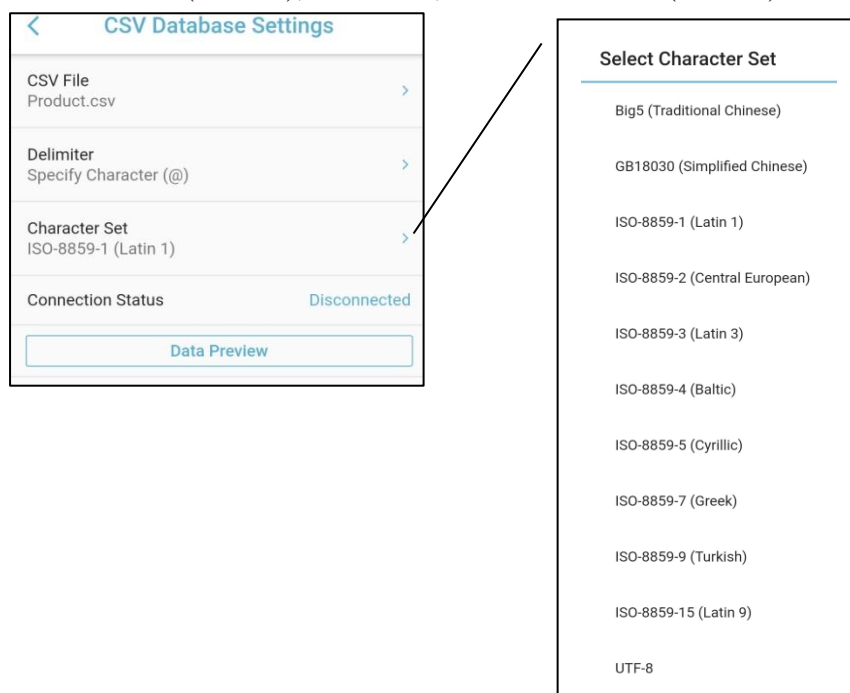 CSV Database Settings
CSV File
Product.csv
Delimiter
Specify Character (@)
Character Set
ISO-8859-1 (Latin 1)
Connection Status Disconnected
Data Preview
Select Character Set
Big5 (Traditional Chinese)
GB18030 (Simplified Chinese)
ISO-8859-1 (Latin 1)
ISO-8859-2 (Central European)
ISO-8859-3 (Latin 3)
ISO-8859-4 (Baltic)
ISO-8859-5 (Cyrillic)
ISO-8859-7 (Greek)
ISO-8859-9 (Turkish)
ISO-8859-15 (Latin 9)
UTF-8